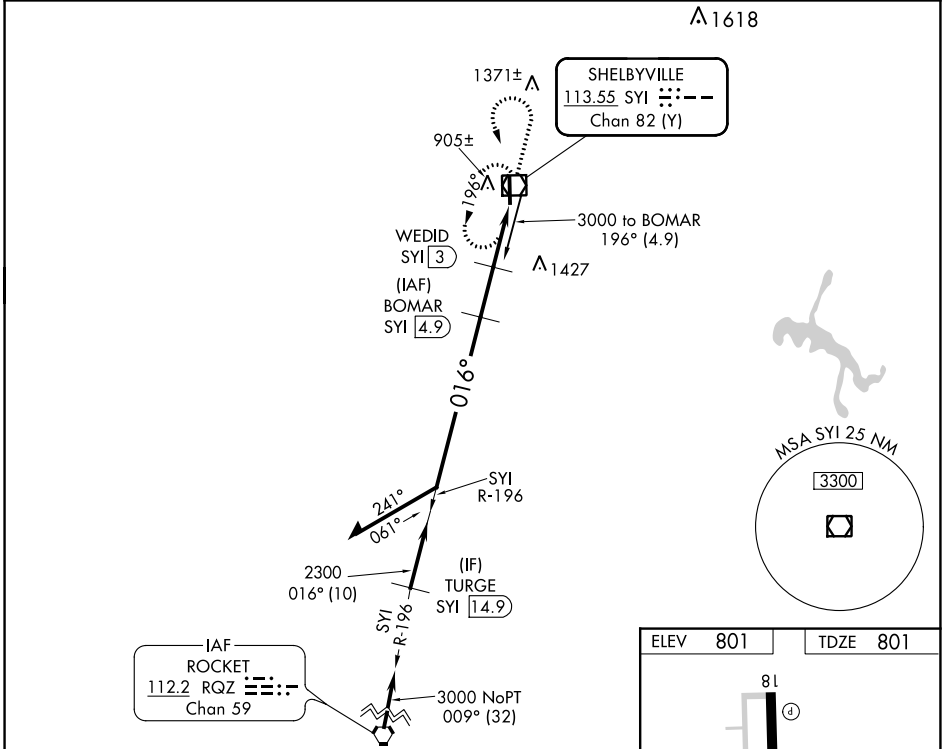 1618
1371±
SHELBYVILLE
113.55 SYI
Chan 82 (Y)
905±
196°
3000 to BOMAR
196° (4.9)
WEDID
SYI 3
1427
(IAF)
BOMAR
SYI 4.9
016°
MSA SYI 25 NM
3300
SYI
R-196
241°
061°
2300
016° (10)
(IF)
TURGE
SYI 14.9
SYI
R-196
IAF
ROCKET
112.2 RQZ
Chan 59
3000 NoPT
009° (32)
ELEV 801
TDZE 801
18
P